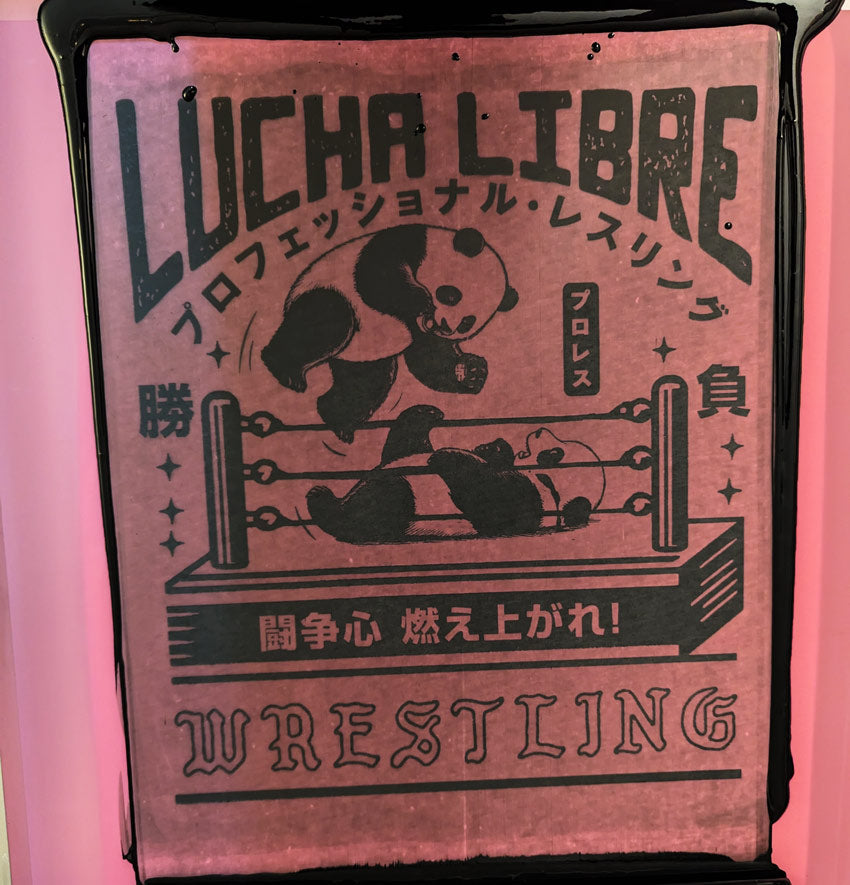 LUCHA LIBRE
プロフェッショナル・レスリング
プロレス
勝
負
闘争心 燃え上がれ!
WRESTLING